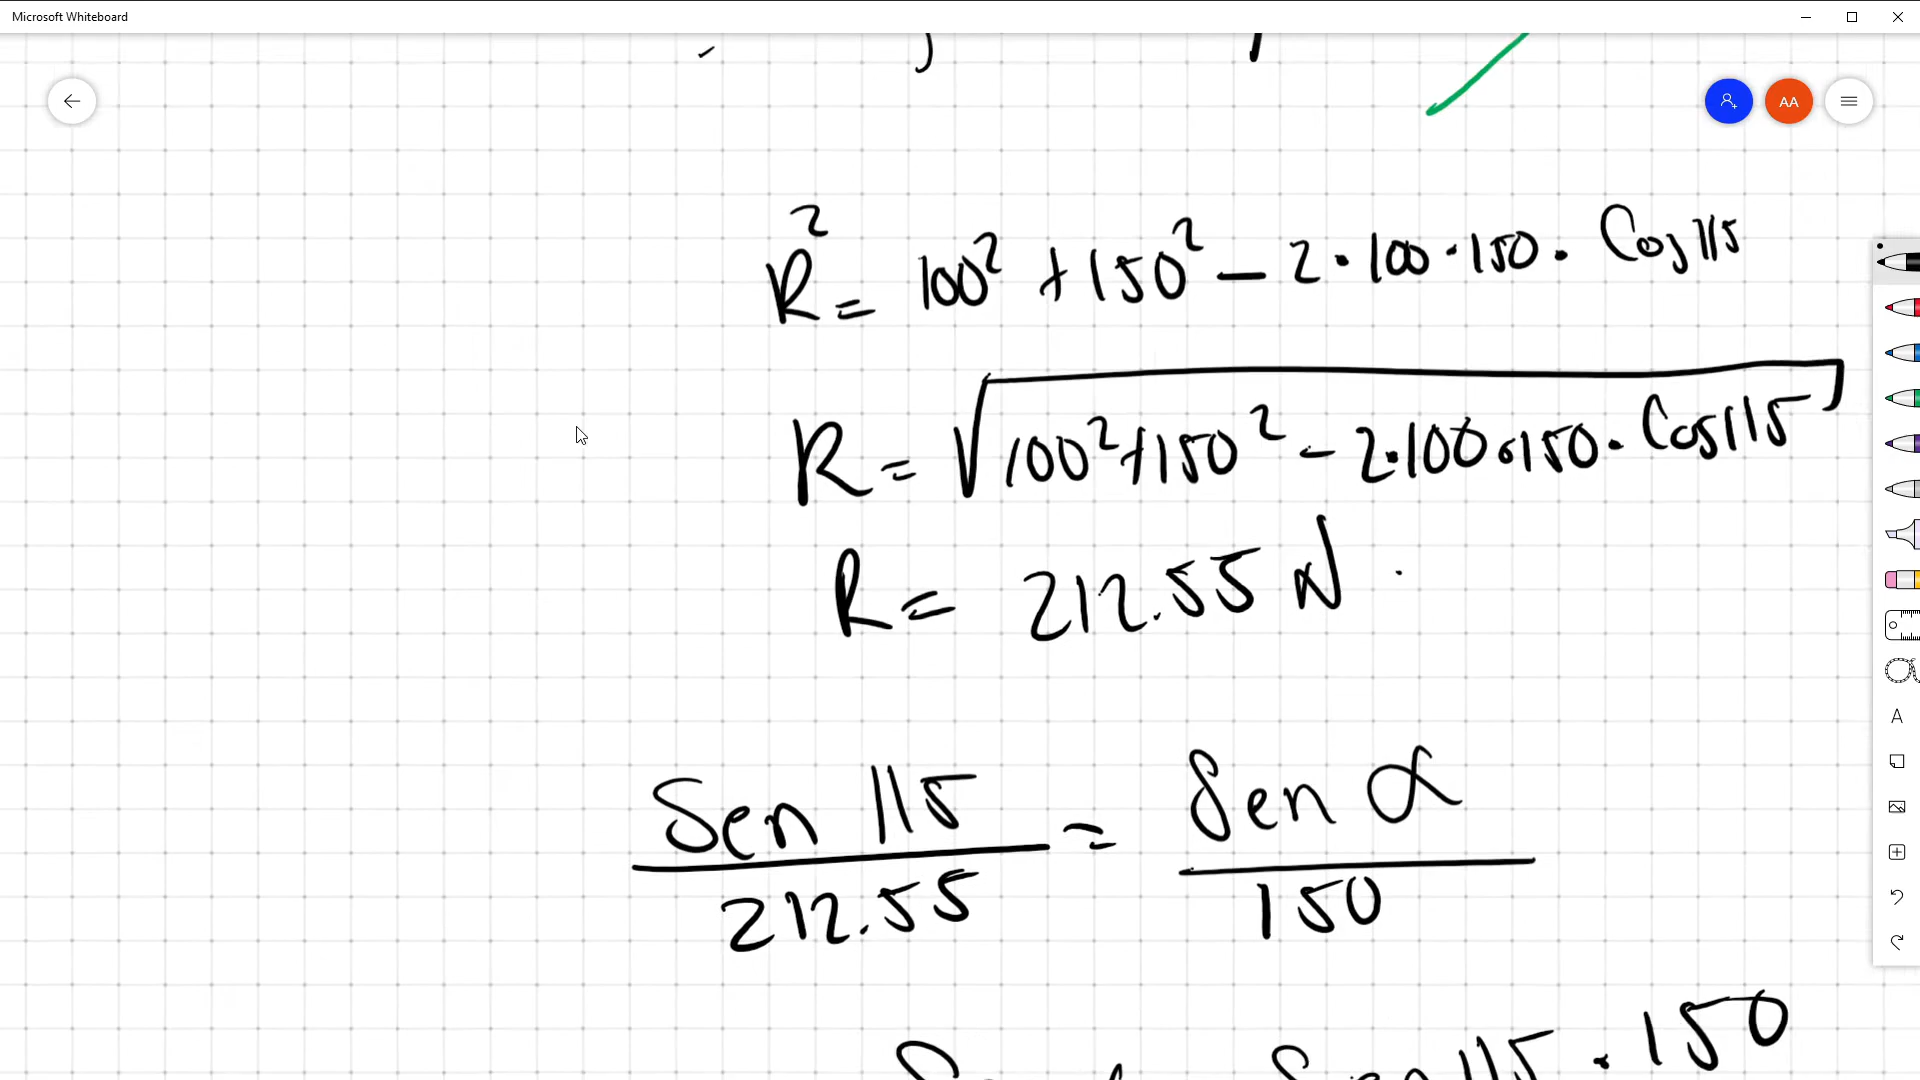 Microsoft Whiteboard
AA
R² = 100² + 150² - 2·100·150· Cos 115
R = √100² + 150² - 2·100·150· Cos 115
R = 212.55 N
Sen 115 = Sen α
212.55 150
Sen 115 · 150
A